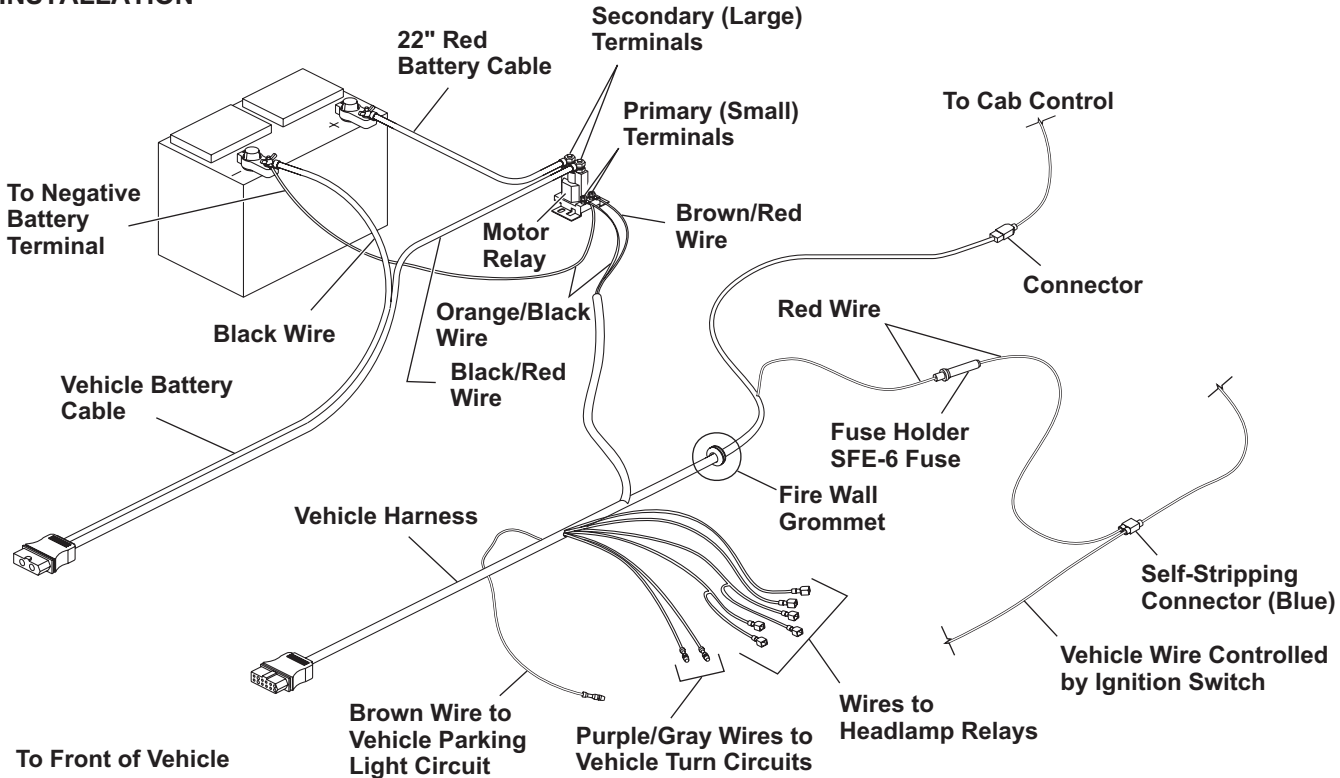 INSTALLATION
Secondary (Large)
Terminals
22" Red
Battery Cable
To Cab Control
Primary (Small)
Terminals
+
-
To Negative
Battery
Terminal
Motor
Relay
Brown/Red
Wire
Connector
Black Wire
Orange/Black
Wire
Red Wire
Black/Red
Wire
Vehicle Battery
Cable
Fuse Holder
SFE-6 Fuse
Fire Wall
Grommet
Vehicle Harness
Self-Stripping
Connector (Blue)
Vehicle Wire Controlled
by Ignition Switch
Wires to
Headlamp Relays
Brown Wire to
Vehicle Parking
Light Circuit
Purple/Gray Wires to
Vehicle Turn Circuits
To Front of Vehicle